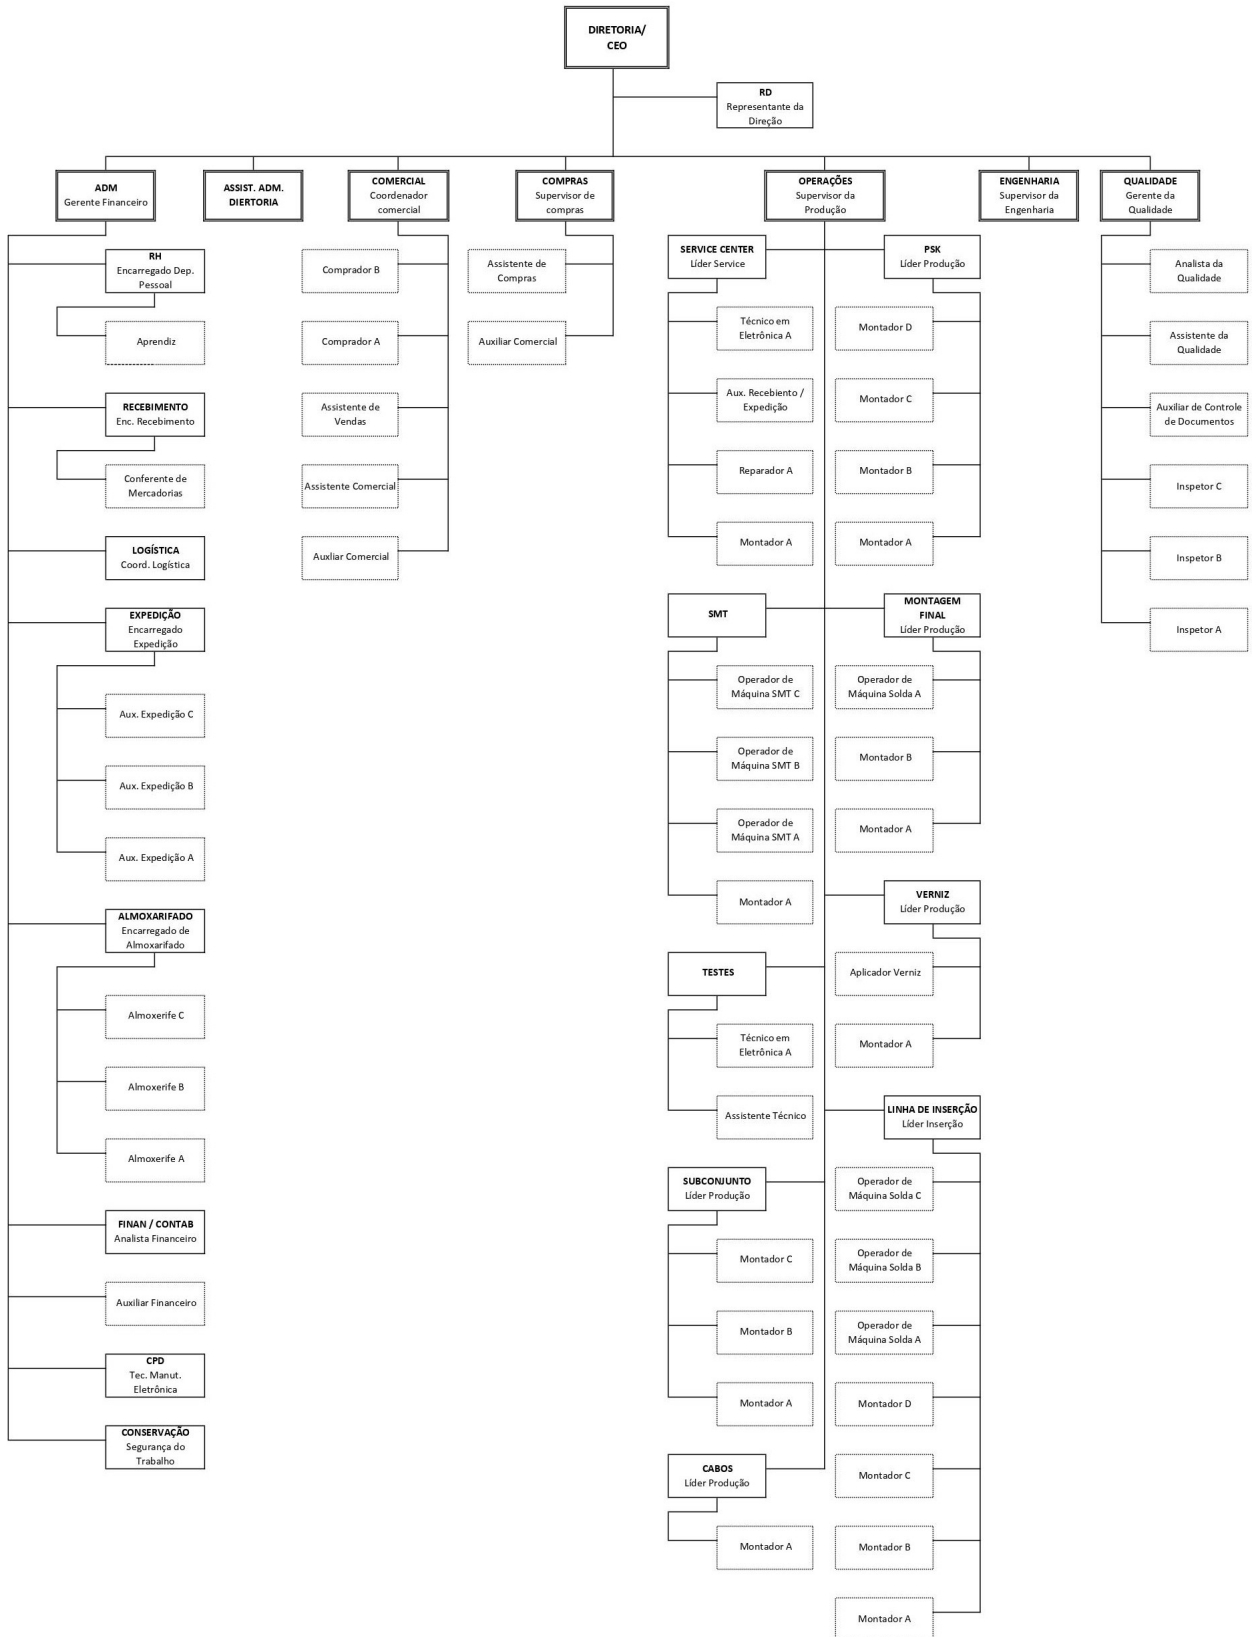 DIRETORIA/
CEO
RD
Representante da
Direção
ADM
Gerente Financeiro
ASSIST. ADM.
DIERTORIA
COMERCIAL
Coordenador
comercial
COMPRAS
Supervisor de
compras
OPERAÇÕES
Supervisor da
Produção
ENGENHARIA
Supervisor da
Engenharia
QUALIDADE
Gerente da
Qualidade
RH
Encarregado Dep.
Pessoal
Aprendiz
RECEBIMENTO
Enc. Recebimento
Conferente de
Mercadorias
LOGÍSTICA
Coord. Logística
EXPEDIÇÃO
Encarregado
Expedição
Aux. Expedição C
Aux. Expedição B
Aux. Expedição A
ALMOXARIFADO
Encarregado de
Almoxarifado
Almoxerife C
Almoxerife B
Almoxerife A
FINAN / CONTAB
Analista Financeiro
Auxiliar Financeiro
CPD
Tec. Manut.
Eletrônica
CONSERVAÇÃO
Segurança do
Trabalho
Comprador B
Comprador A
Assistente de
Vendas
Assistente Comercial
Auxliar Comercial
Assistente de
Compras
Auxiliar Comercial
SERVICE CENTER
Líder Service
Técnico em
Eletrônica A
Aux. Recebiento /
Expedição
Reparador A
Montador A
SMT
Operador de
Máquina SMT C
Operador de
Máquina SMT B
Operador de
Máquina SMT A
Montador A
TESTES
Técnico em
Eletrônica A
Assistente Técnico
SUBCONJUNTO
Líder Produção
Montador C
Montador B
Montador A
CABOS
Líder Produção
Montador A
PSK
Líder Produção
Montador D
Montador C
Montador B
Montador A
MONTAGEM
FINAL
Líder Produção
Operador de
Máquina Solda A
Montador B
Montador A
VERNIZ
Líder Produção
Aplicador Verniz
Montador A
LINHA DE INSERÇÃO
Líder Inserção
Operador de
Máquina Solda C
Operador de
Máquina Solda B
Operador de
Máquina Solda A
Montador D
Montador C
Montador B
Montador A
Analista da
Qualidade
Assistente da
Qualidade
Auxiliar de Controle
de Documentos
Inspetor C
Inspetor B
Inspetor A